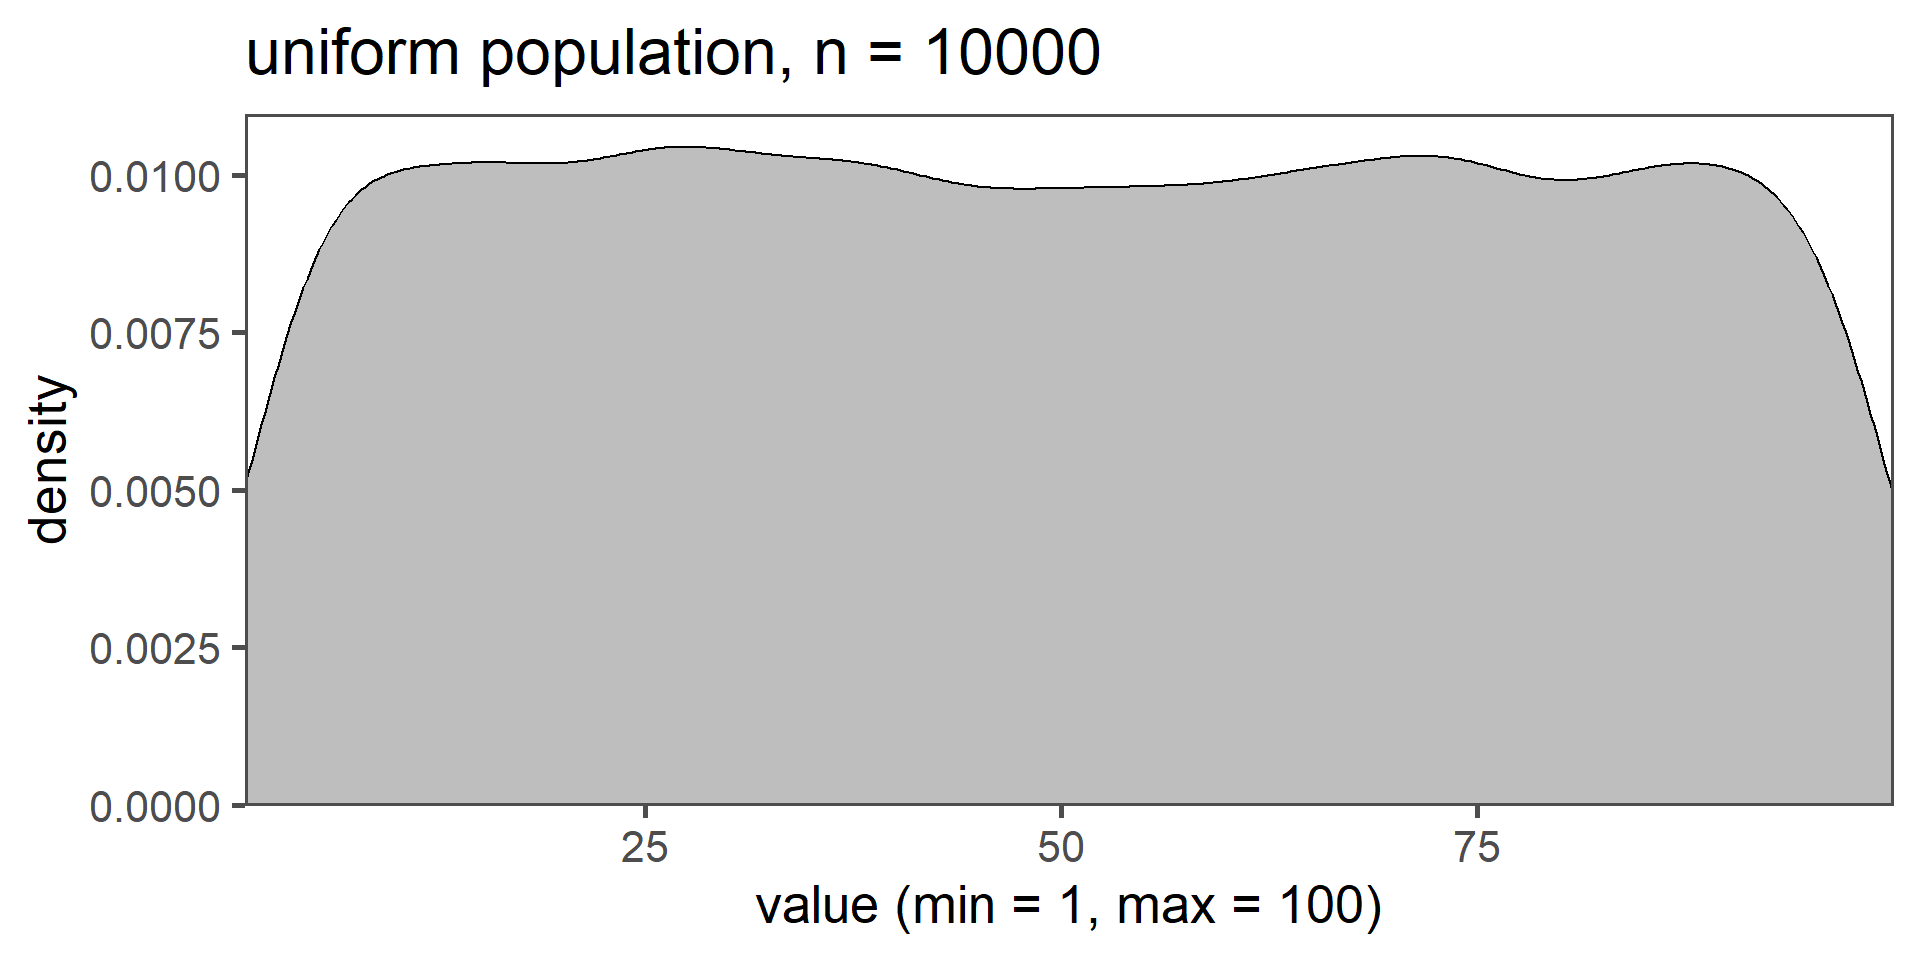 uniform population, n = 10000
density
0.0100
0.0075
0.0050
0.0025
0.0000
25 50 75
value (min = 1, max = 100)